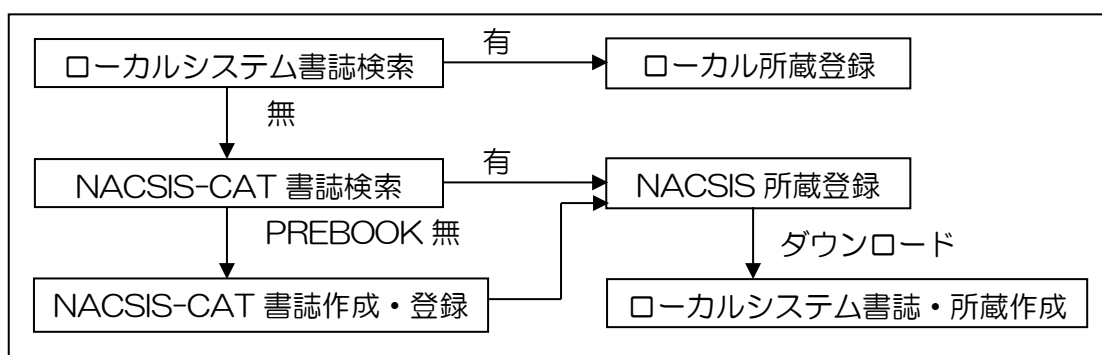 ローカルシステム書誌検索
有
ローカル所蔵登録
無
NACSIS-CAT 書誌検索
有
NACSIS 所蔵登録
PREBOOK 無
ダウンロード
NACSIS-CAT 書誌作成・登録
ローカルシステム書誌・所蔵作成